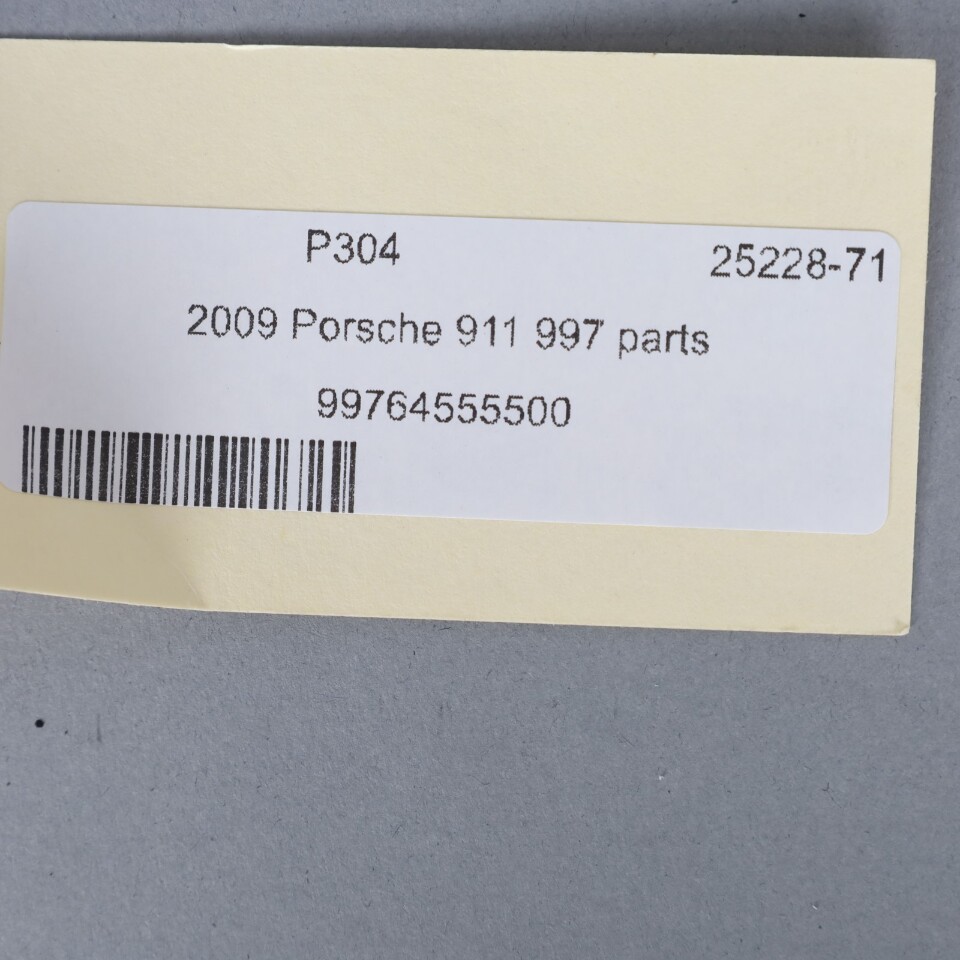 P304 25228-71
2009 Porsche 911 997 parts
99764555500